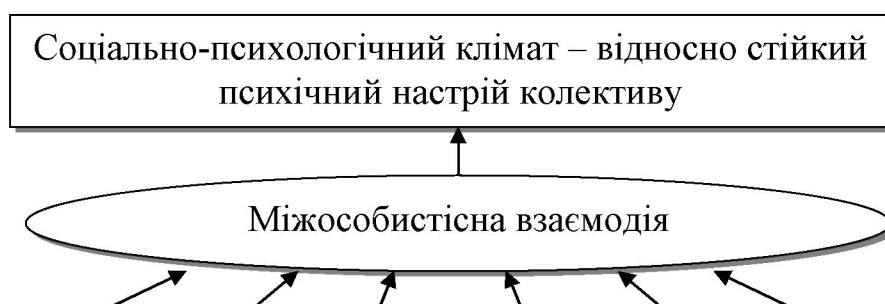 Соціально-психологічний клімат – відносно стійкий
психічний настрій колективу
Міжособистісна взаємодія